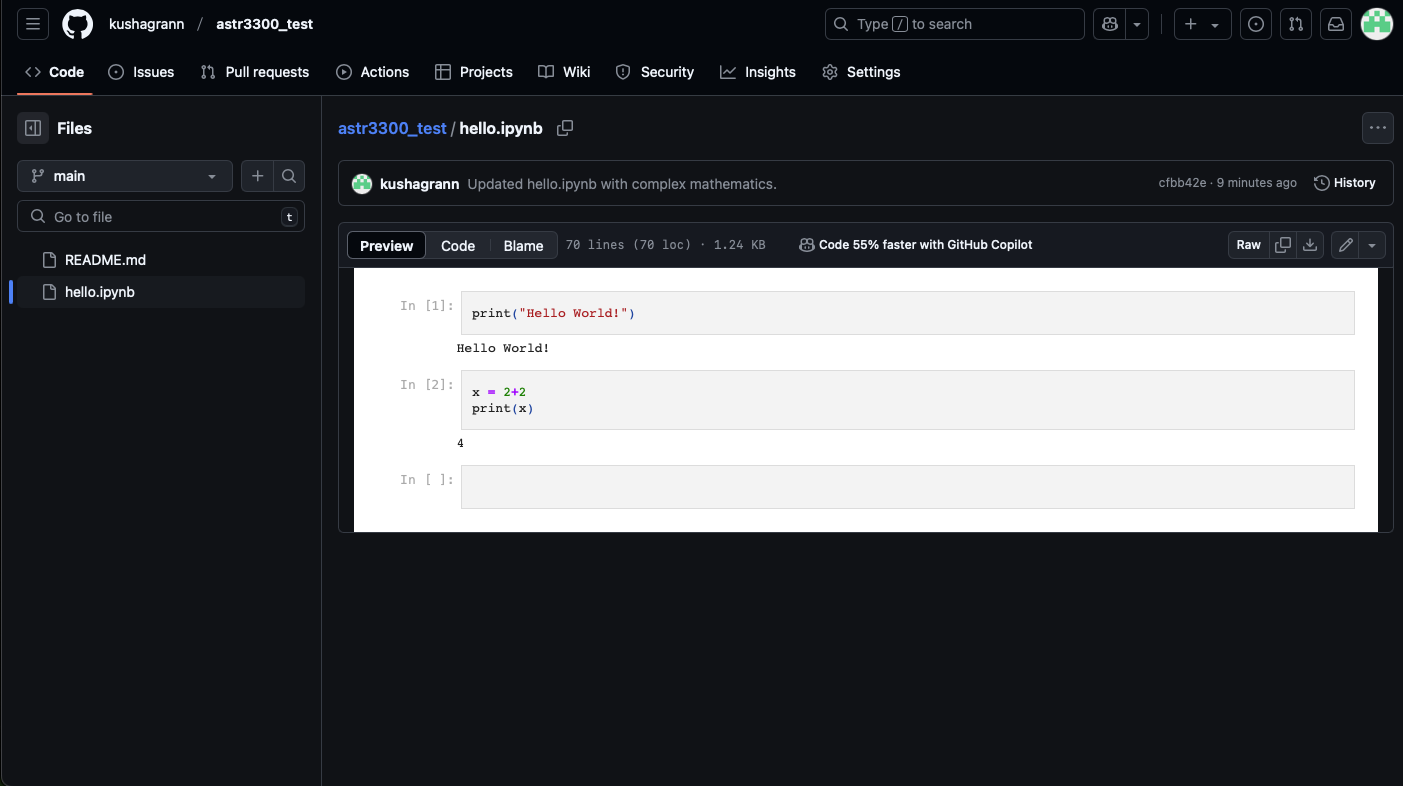 kushagrann / astr3300_test
Type / to search
Code
Issues
Pull requests
Actions
Projects
Wiki
Security
Insights
Settings
Files
main
Go to file
t
README.md
hello.ipynb
astr3300_test / hello.ipynb
kushagrann Updated hello.ipynb with complex mathematics.
cfbb42e · 9 minutes ago
History
Preview
Code
Blame
70 lines (70 loc) · 1.24 KB
Code 55% faster with GitHub Copilot
Raw
In [1]:
print("Hello World!")
Hello World!
In [2]:
x = 2+2
print(x)
4
In [ ]: